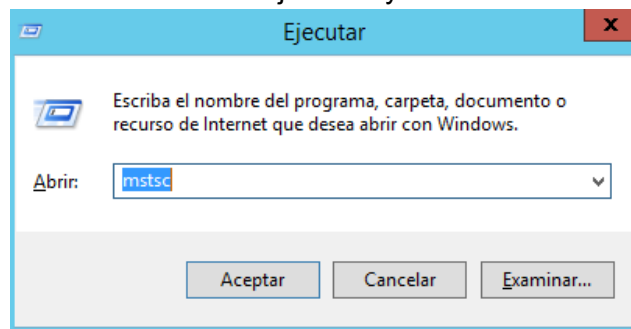 Ejecutar
x
Escriba el nombre del programa, carpeta, documento o
recurso de Internet que desea abrir con Windows.
Abrir:
mstsc
Aceptar
Cancelar
Examinar...